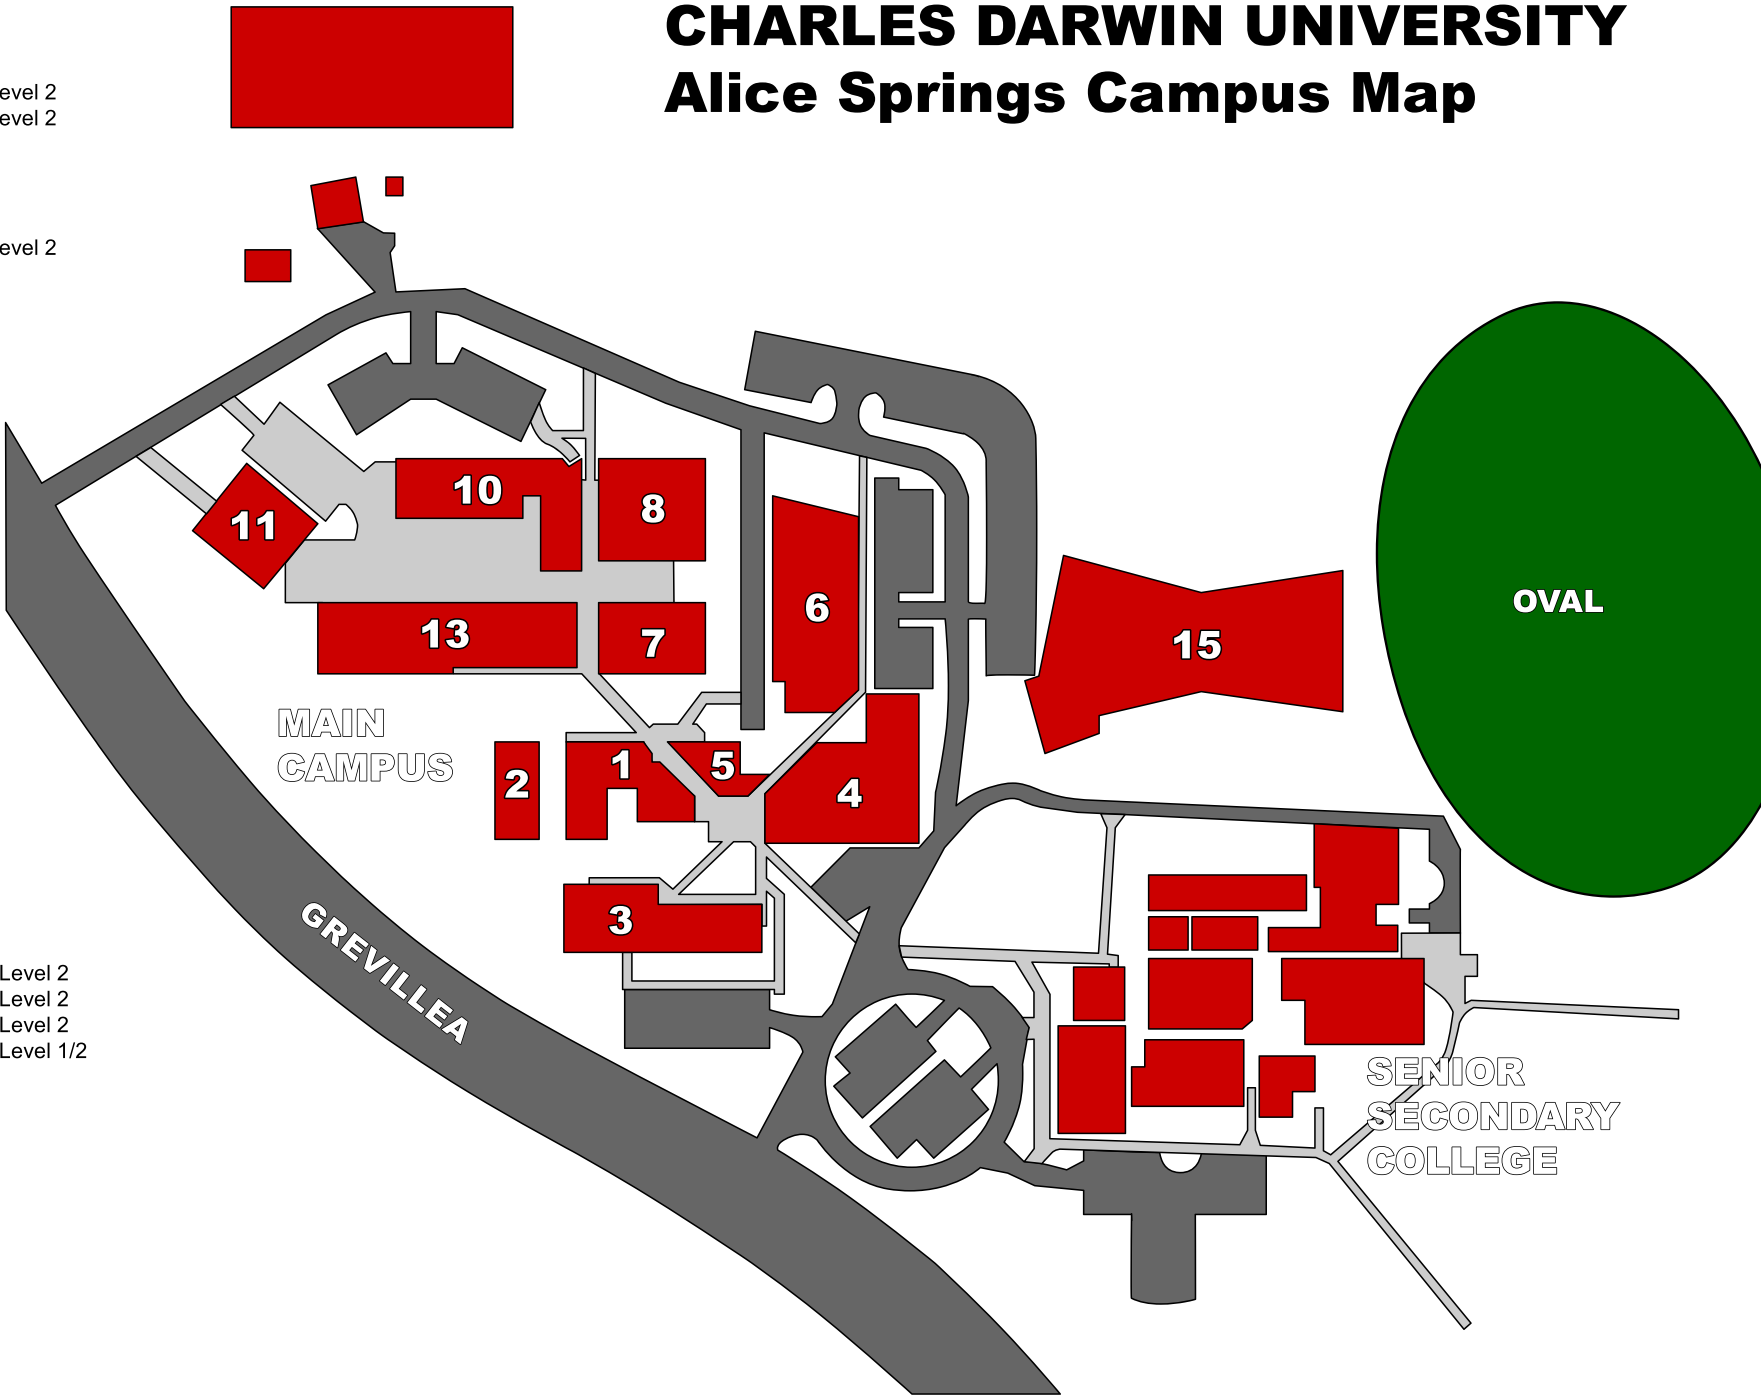 CHARLES DARWIN UNIVERSITY
Alice Springs Campus Map
evel 2
evel 2
evel 2
10
8
11
6
13
7
15
OVAL
MAIN
CAMPUS
1
5
2
4
3
GREVILLEA
Level 2
Level 2
Level 2
Level 1/2
SENIOR
SECONDARY
COLLEGE